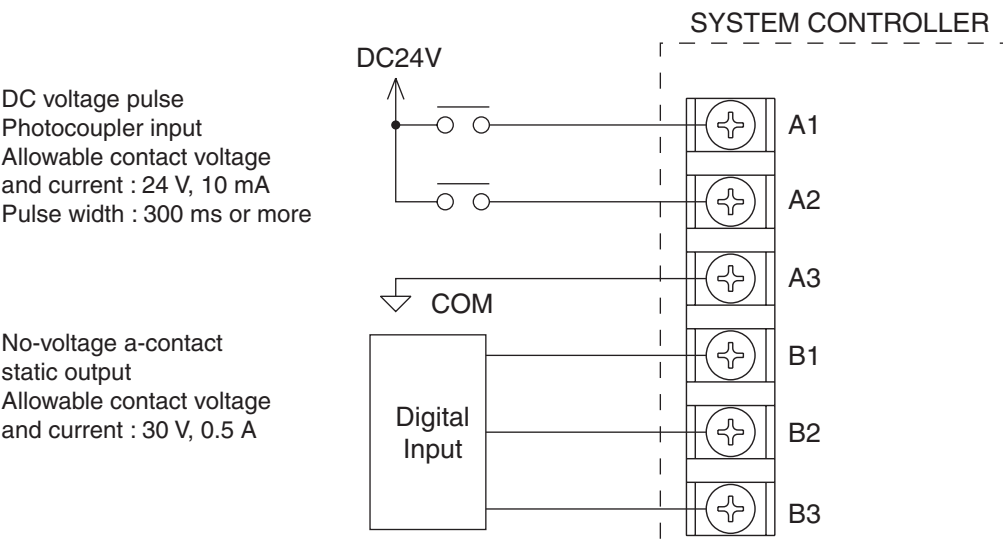 SYSTEM CONTROLLER
DC24V
DC voltage pulse
Photocoupler input
Allowable contact voltage
and current : 24 V, 10 mA
Pulse width : 300 ms or more
A1
A2
A3
COM
No-voltage a-contact
static output
Allowable contact voltage
and current : 30 V, 0.5 A
Digital
Input
B1
B2
B3